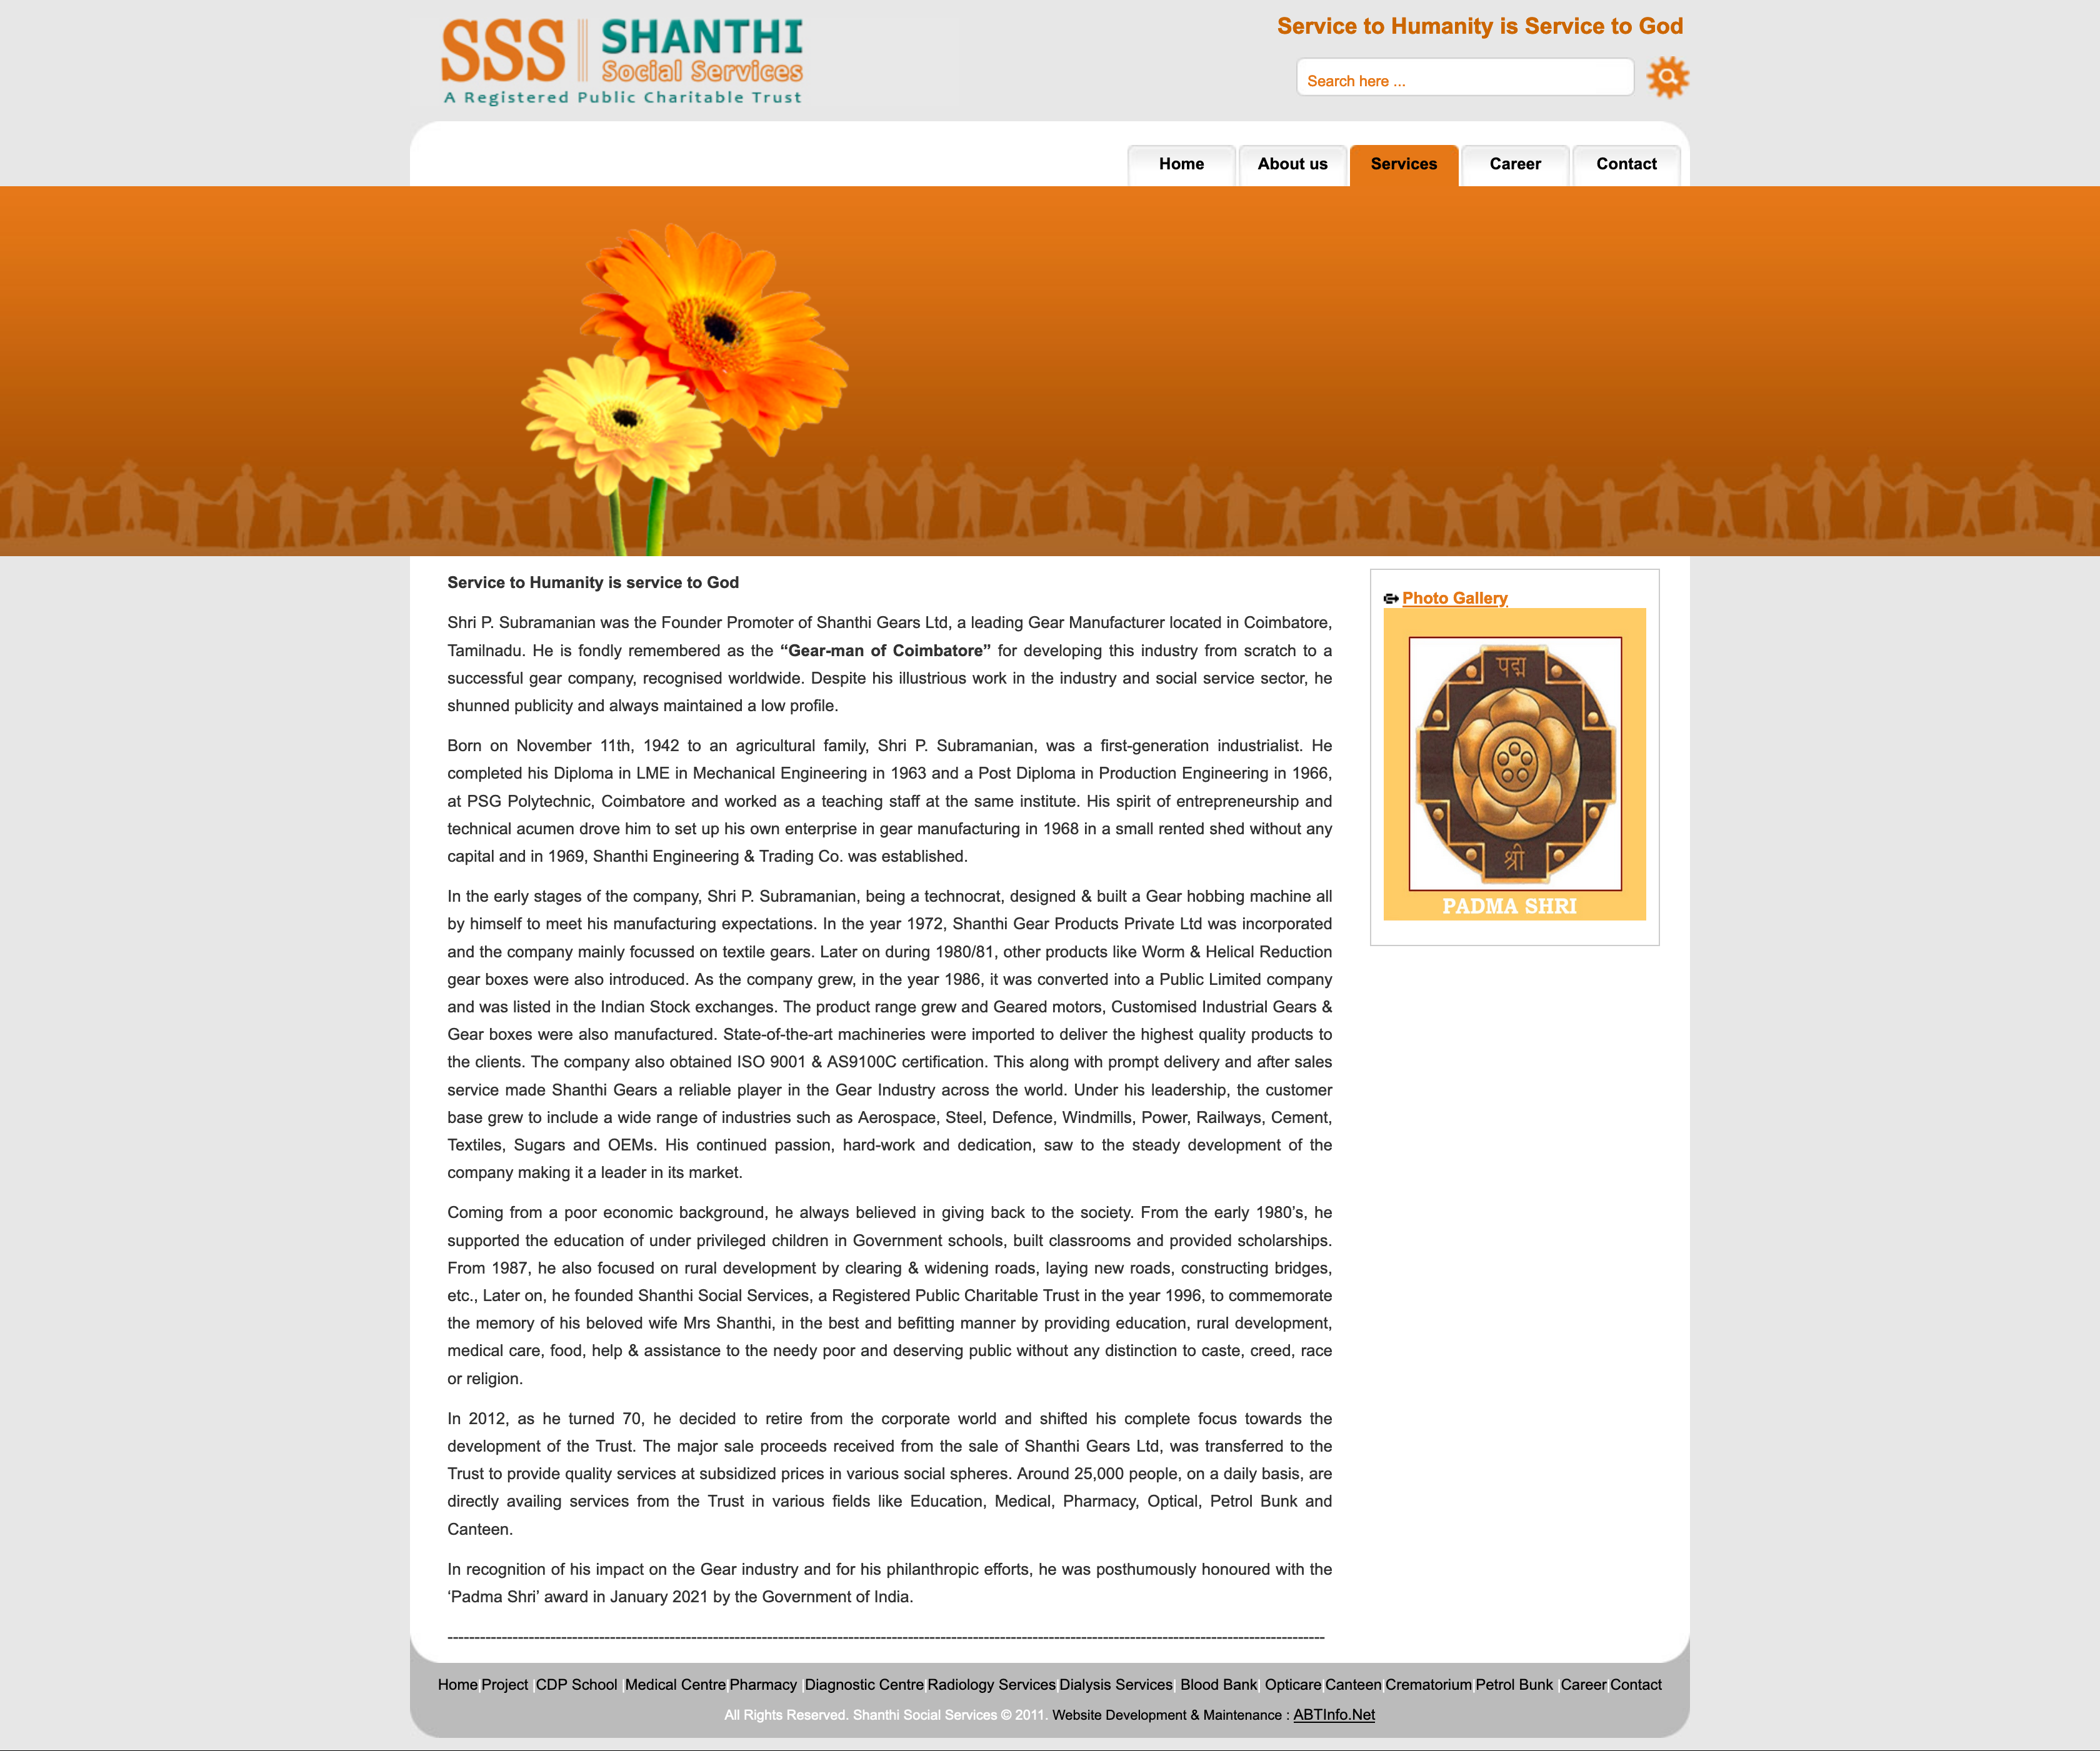 SSS SHANTHI
Social Services
A Registered Public Charitable Trust
Service to Humanity is Service to God
Search here ...
Home About us Services Career Contact
Service to Humanity is service to God
Shri P. Subramanian was the Founder Promoter of Shanthi Gears Ltd, a leading Gear Manufacturer located in Coimbatore,
Tamilnadu. He is fondly remembered as the “Gear-man of Coimbatore” for developing this industry from scratch to a
successful gear company, recognised worldwide. Despite his illustrious work in the industry and social service sector, he
shunned publicity and always maintained a low profile.
Born on November 11th, 1942 to an agricultural family, Shri P. Subramanian, was a first-generation industrialist. He
completed his Diploma in LME in Mechanical Engineering in 1963 and a Post Diploma in Production Engineering in 1966,
at PSG Polytechnic, Coimbatore and worked as a teaching staff at the same institute. His spirit of entrepreneurship and
technical acumen drove him to set up his own enterprise in gear manufacturing in 1968 in a small rented shed without any
capital and in 1969, Shanthi Engineering & Trading Co. was established.
In the early stages of the company, Shri P. Subramanian, being a technocrat, designed & built a Gear hobbing machine all
by himself to meet his manufacturing expectations. In the year 1972, Shanthi Gear Products Private Ltd was incorporated
and the company mainly focussed on textile gears. Later on during 1980/81, other products like Worm & Helical Reduction
gear boxes were also introduced. As the company grew, in the year 1986, it was converted into a Public Limited company
and was listed in the Indian Stock exchanges. The product range grew and Geared motors, Customised Industrial Gears &
Gear boxes were also manufactured. State-of-the-art machineries were imported to deliver the highest quality products to
the clients. The company also obtained ISO 9001 & AS9100C certification. This along with prompt delivery and after sales
service made Shanthi Gears a reliable player in the Gear Industry across the world. Under his leadership, the customer
base grew to include a wide range of industries such as Aerospace, Steel, Defence, Windmills, Power, Railways, Cement,
Textiles, Sugars and OEMs. His continued passion, hard-work and dedication, saw to the steady development of the
company making it a leader in its market.
Coming from a poor economic background, he always believed in giving back to the society. From the early 1980’s, he
supported the education of under privileged children in Government schools, built classrooms and provided scholarships.
From 1987, he also focused on rural development by clearing & widening roads, laying new roads, constructing bridges,
etc., Later on, he founded Shanthi Social Services, a Registered Public Charitable Trust in the year 1996, to commemorate
the memory of his beloved wife Mrs Shanthi, in the best and befitting manner by providing education, rural development,
medical care, food, help & assistance to the needy poor and deserving public without any distinction to caste, creed, race
or religion.
In 2012, as he turned 70, he decided to retire from the corporate world and shifted his complete focus towards the
development of the Trust. The major sale proceeds received from the sale of Shanthi Gears Ltd, was transferred to the
Trust to provide quality services at subsidized prices in various social spheres. Around 25,000 people, on a daily basis, are
directly availing services from the Trust in various fields like Education, Medical, Pharmacy, Optical, Petrol Bunk and
Canteen.
In recognition of his impact on the Gear industry and for his philanthropic efforts, he was posthumously honoured with the
‘Padma Shri’ award in January 2021 by the Government of India.
Photo Gallery
पद्म
श्री
PADMA SHRI
Home|Project |CDP School |Medical Centre|Pharmacy |Diagnostic Centre|Radiology Services|Dialysis Services| Blood Bank| Opticare|Canteen|Crematorium|Petrol Bunk |Career|Contact
All Rights Reserved. Shanthi Social Services © 2011. Website Development & Maintenance : ABTInfo.Net